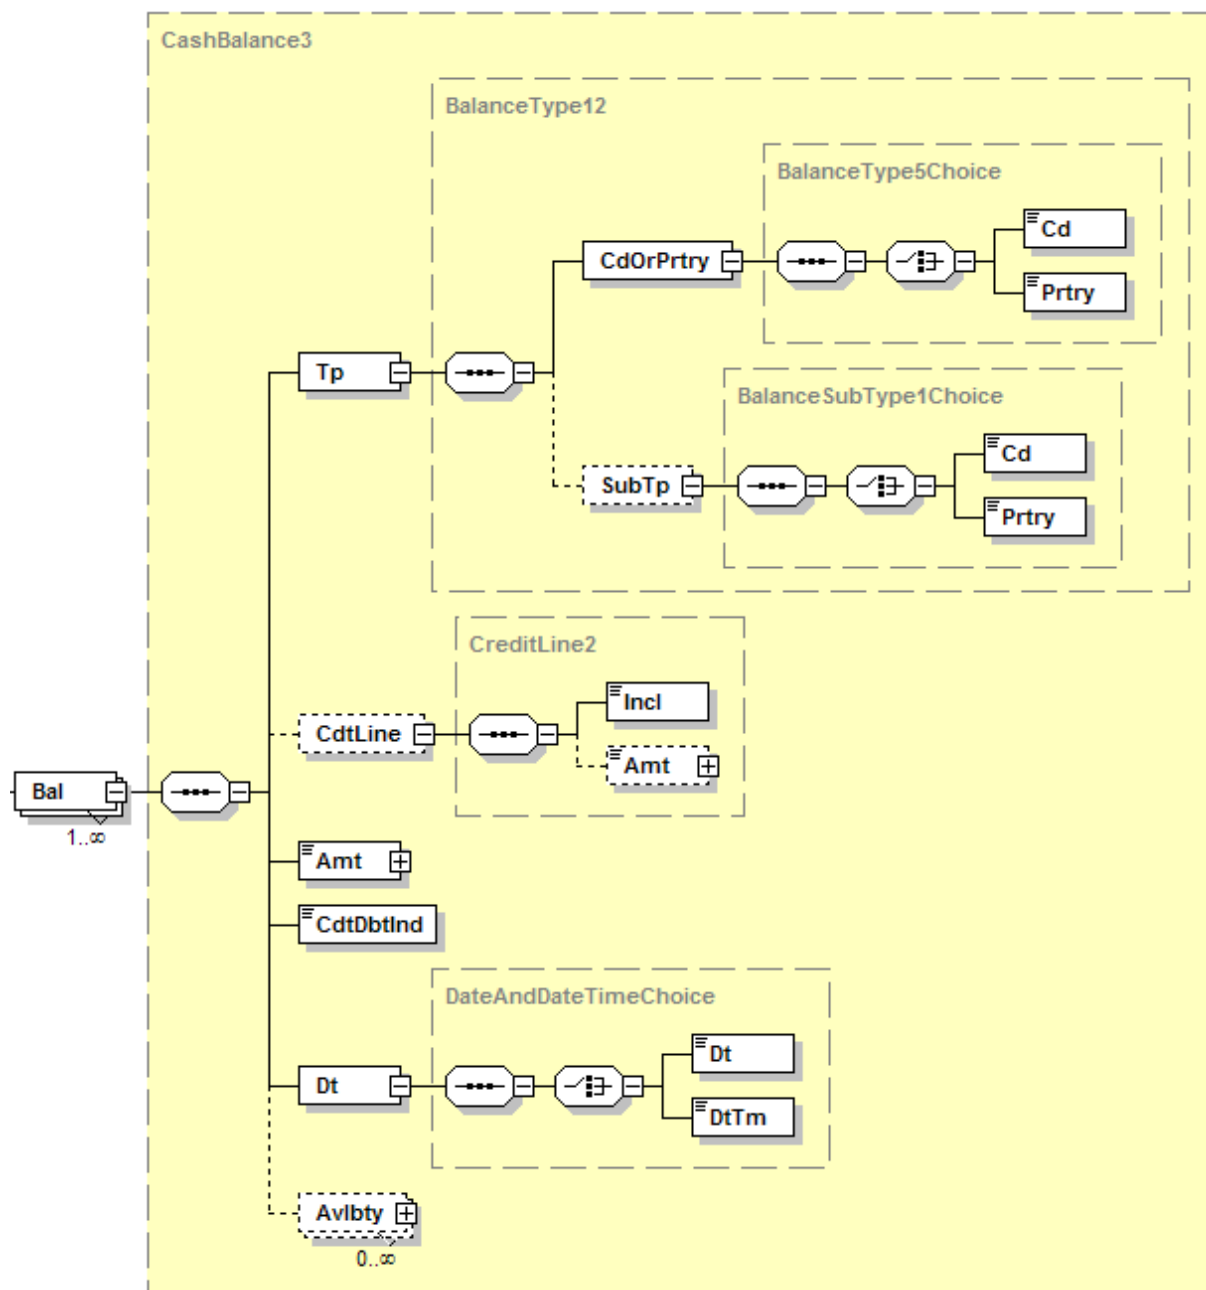 CashBalance3
BalanceType12
BalanceType5Choice
Cd
CdOrPrtry
Prtry
Tp
BalanceSubType1Choice
Cd
SubTp
Prtry
CreditLine2
Incl
CdtLine
Amt
Bal
1..∞
Amt
CdtDbtInd
DateAndDateTimeChoice
Dt
Dt
DtTm
Avlbty
0..∞